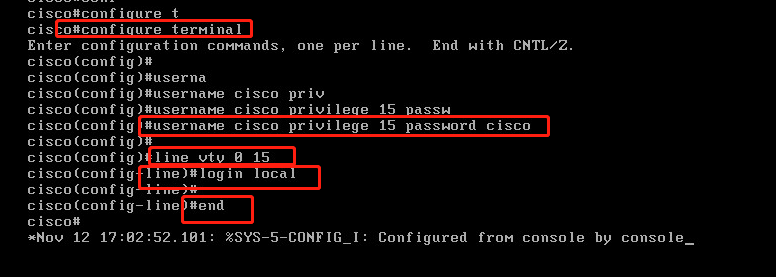 cisco#configure t
cisco#configure terminal
Enter configuration commands, one per line.  End with CNTL/Z.
cisco(config)#
cisco(config)#userna
cisco(config)#username cisco priv
cisco(config)#username cisco privilege 15 passw
cisco(config)#username cisco privilege 15 password cisco
cisco(config)#
cisco(config)#line vty 0 15
cisco(config-line)#login local
cisco(config-line)#
cisco(config-line)#end
cisco#
*Nov 12 17:02:52.101: %SYS-5-CONFIG_I: Configured from console by console_